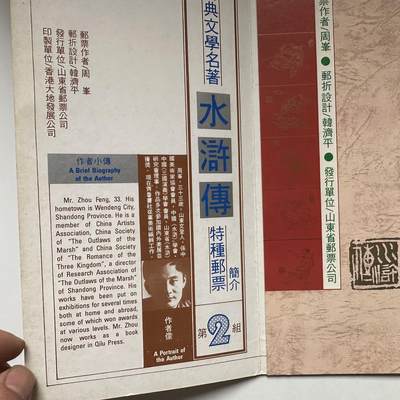 票作者/周峯 ● 郵折設計/韓濟平 ● 發行單位/山東省郵票公司
典文學名著
水滸傳
特種郵票
簡介
第2組
郵票作者/周 峯
郵折設計/韓濟平
發行單位/山東省郵票公司
印製單位/香港大地發展公司
作者小傳
A Brief Biography
of the Author
Mr. Zhou Feng, 33. His
hometown is Wendeng City,
Shandong Province. He is a
member of China Artists
Association, China Society
of "The Outlaws of the
Marsh" and China Society
of "The Romance of the
Three Kingdom", a director
of Research Association of
"The Outlaws of the Marsh"
of Shandong Province. His
works have been put on
exhibitions for several times
both at home and abroad,
some of which won awards
at various levels. Mr. Zhou
now works as a book
designer in Qilu Press.
作者像
A Portrait of
the Author